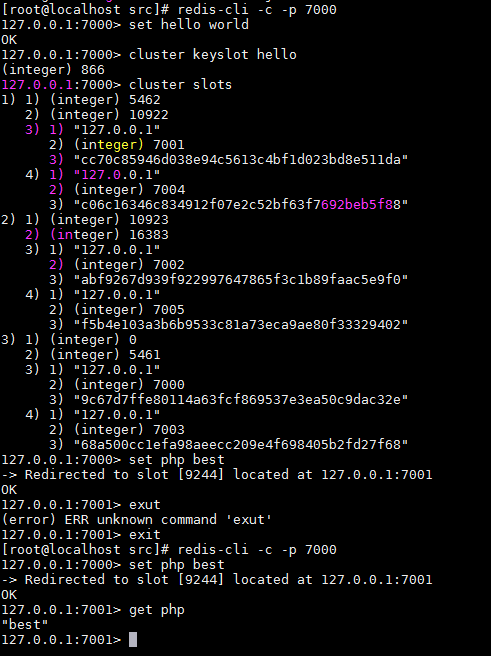 [root@localhost src]# redis-cli -c -p 7000
127.0.0.1:7000> set hello world
OK
127.0.0.1:7000> cluster keyslot hello
(integer) 866
127.0.0.1:7000> cluster slots
1) 1) (integer) 5462
2) (integer) 10922
3) 1) "127.0.0.1"
2) (integer) 7001
3) "cc70c85946d038e94c5613c4bf1d023bd8e511da"
4) 1) "127.0.0.1"
2) (integer) 7004
3) "c06c16346c834912f07e2c52bf63f7692beb5f88"
2) 1) (integer) 10923
2) (integer) 16383
3) 1) "127.0.0.1"
2) (integer) 7002
3) "abf9267d939f922997647865f3c1b89faac5e9f0"
4) 1) "127.0.0.1"
2) (integer) 7005
3) "f5b4e103a3b6b9533c81a73eca9ae80f33329402"
3) 1) (integer) 0
2) (integer) 5461
3) 1) "127.0.0.1"
2) (integer) 7000
3) "9c67d7ffe80114a63fcf869537e3ea50c9dac32e"
4) 1) "127.0.0.1"
2) (integer) 7003
3) "68a500cc1efa98aeecc209e4f698405b2fd27f68"
127.0.0.1:7000> set php best
-> Redirected to slot [9244] located at 127.0.0.1:7001
OK
127.0.0.1:7001> exut
(error) ERR unknown command 'exut'
127.0.0.1:7001> exit
[root@localhost src]# redis-cli -c -p 7000
127.0.0.1:7000> set php best
-> Redirected to slot [9244] located at 127.0.0.1:7001
OK
127.0.0.1:7001> get php
"best"
127.0.0.1:7001>